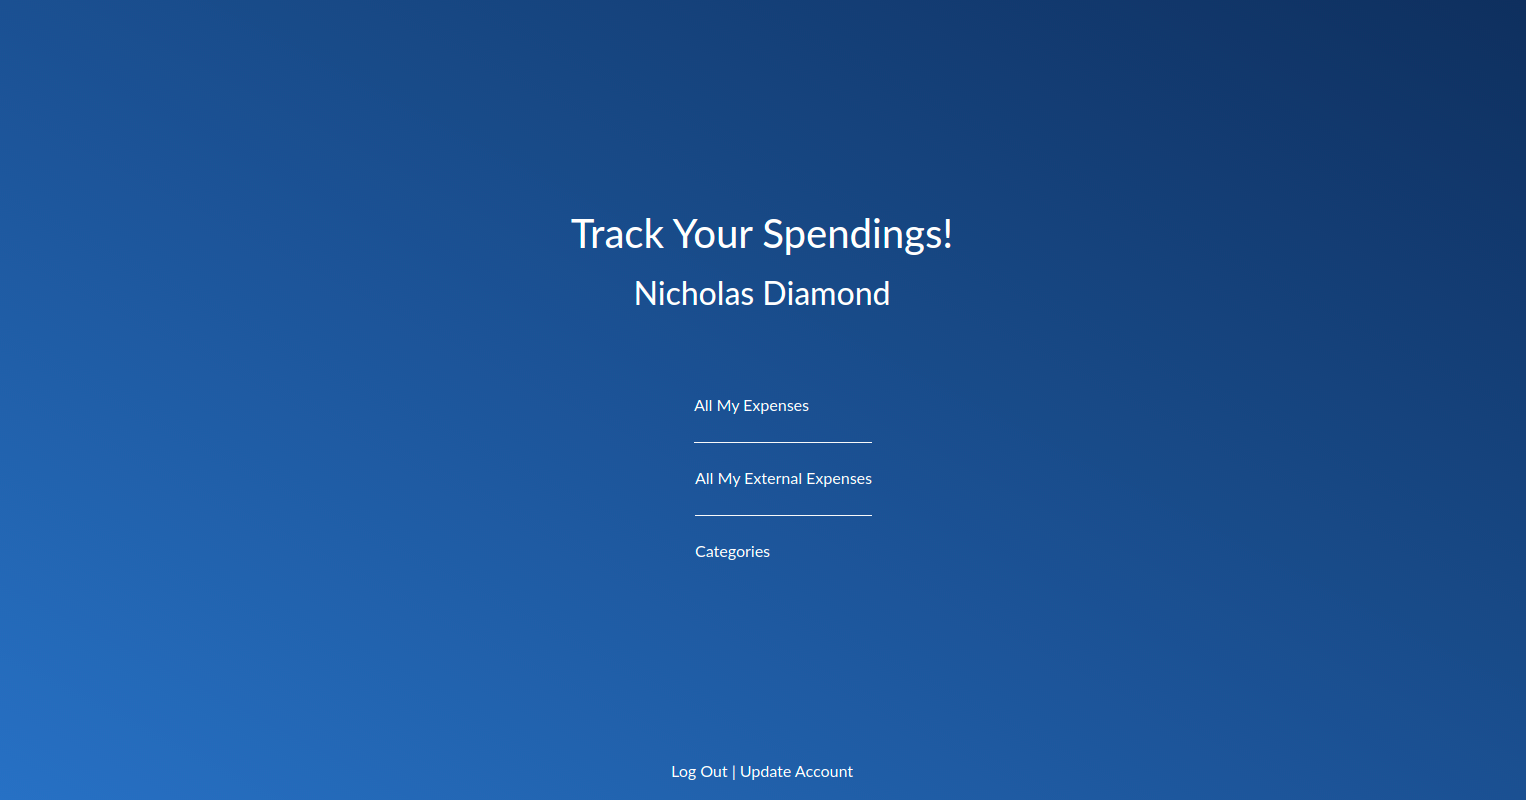 Track Your Spendings!
Nicholas Diamond
All My Expenses
All My External Expenses
Categories
Log Out | Update Account